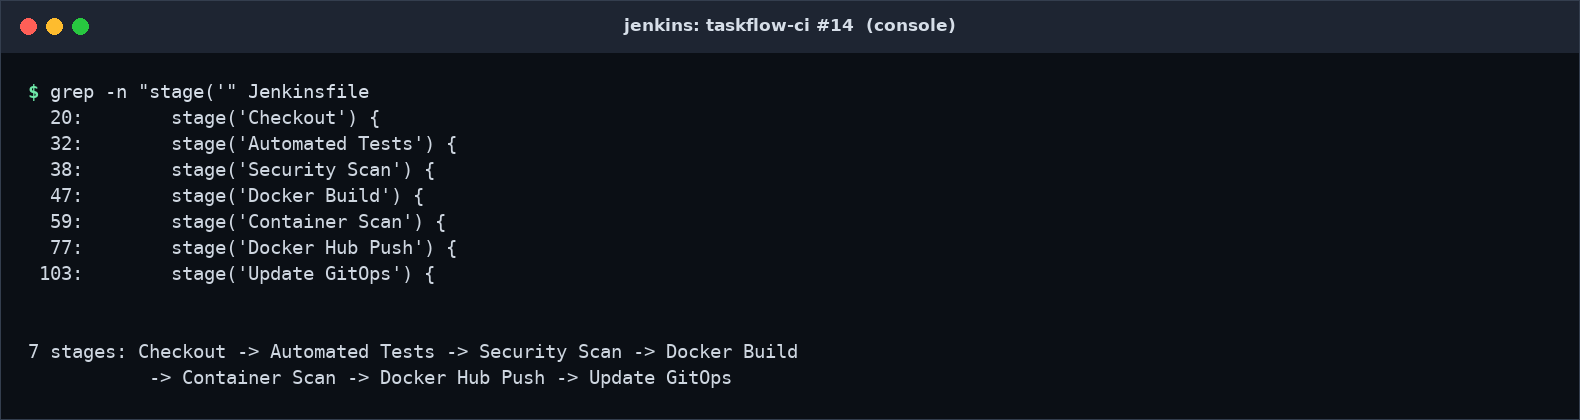 jenkins: taskflow-ci #14  (console)
$ grep -n "stage('" Jenkinsfile
  20:        stage('Checkout') {
  32:        stage('Automated Tests') {
  38:        stage('Security Scan') {
  47:        stage('Docker Build') {
  59:        stage('Container Scan') {
  77:        stage('Docker Hub Push') {
 103:        stage('Update GitOps') {
7 stages: Checkout -> Automated Tests -> Security Scan -> Docker Build
           -> Container Scan -> Docker Hub Push -> Update GitOps